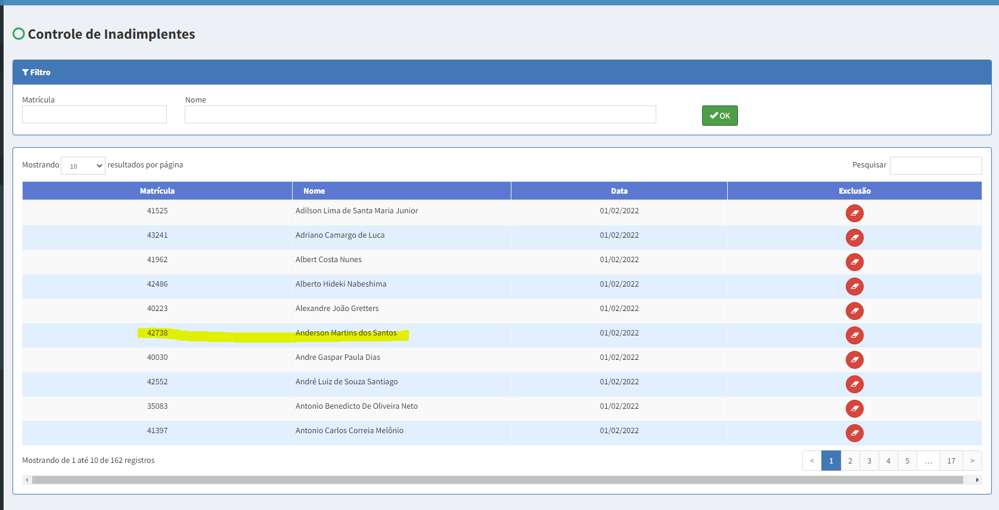 Controle de Inadimplentes
Filtro
Matrícula Nome
OK
Mostrando 10 resultados por página Pesquisar
Matrícula Nome Data Exclusão
41525 Adilson Lima de Santa Maria Junior 01/02/2022
43241 Adriano Camargo de Luca 01/02/2022
41962 Albert Costa Nunes 01/02/2022
42486 Alberto Hideki Nabeshima 01/02/2022
40223 Alexandre João Gretters 01/02/2022
42738 Anderson Martins dos Santos 01/02/2022
40030 Andre Gaspar Paula Dias 01/02/2022
42552 André Luiz de Souza Santiago 01/02/2022
35083 Antonio Benedicto De Oliveira Neto 01/02/2022
41397 Antonio Carlos Correia Melônio 01/02/2022
Mostrando de 1 até 10 de 162 registros < 1 2 3 4 5 … 17 >